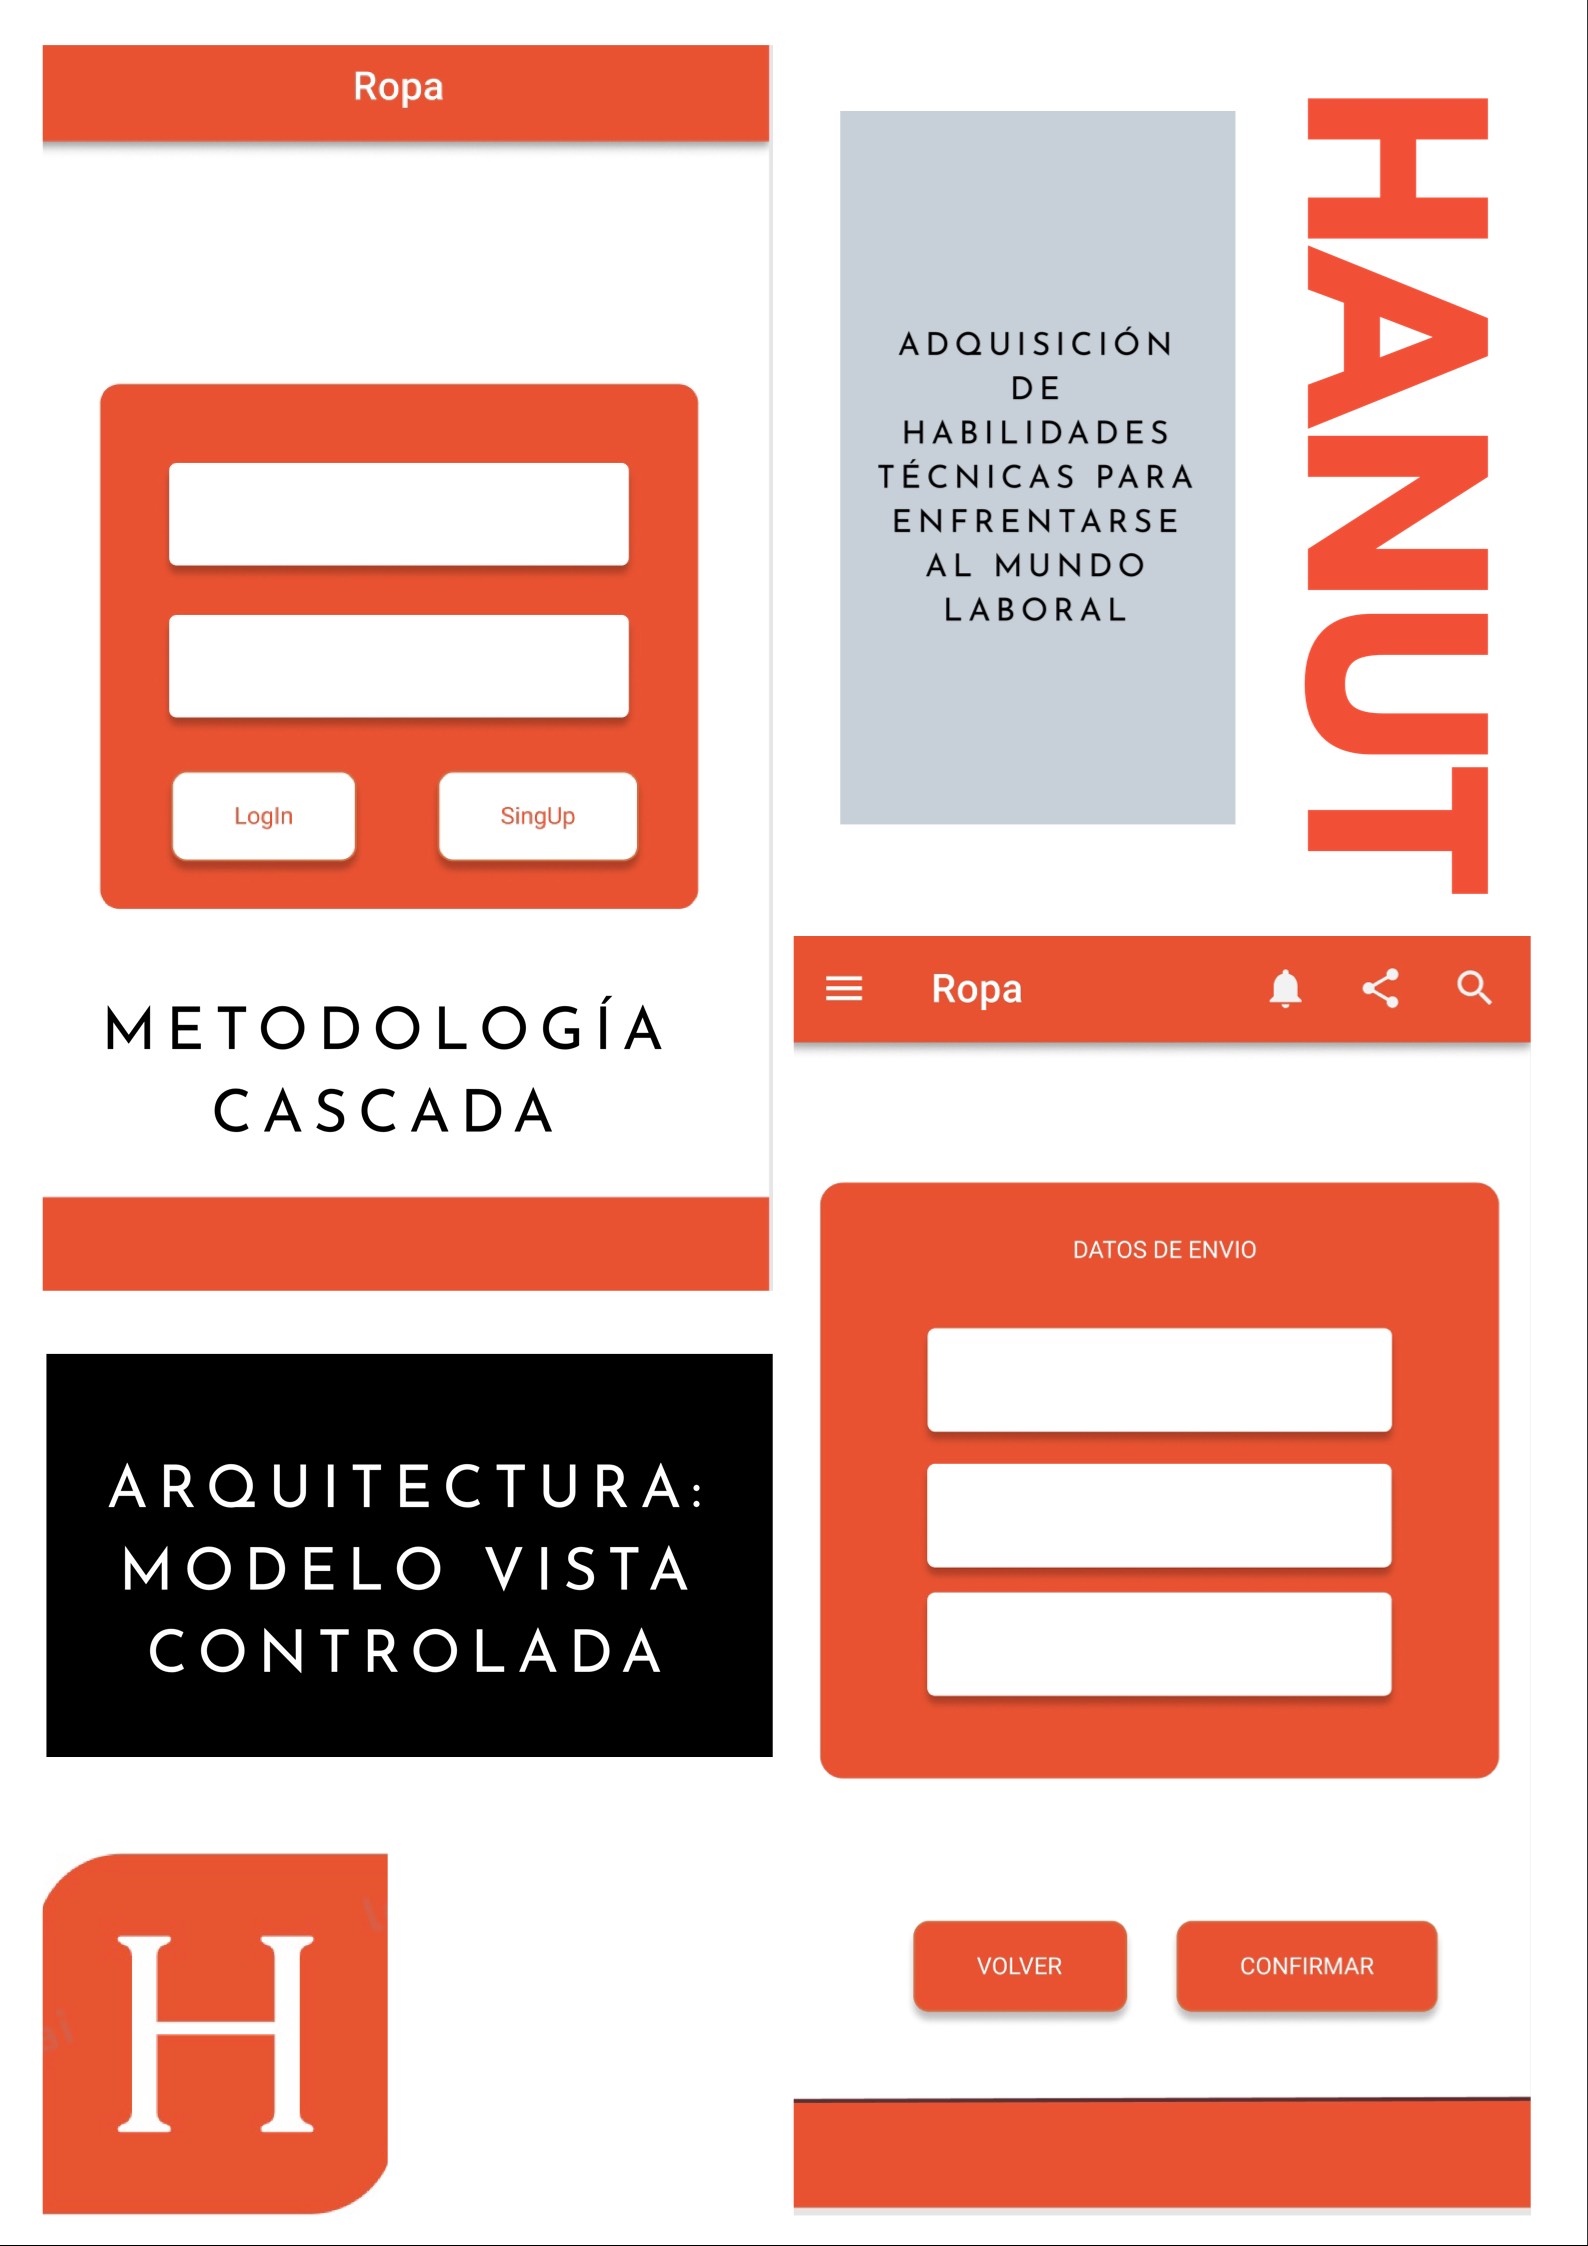 Ropa
LogIn
SingUp
METODOLOGÍA
CASCADA
ARQUITECTURA:
MODELO VISTA
CONTROLADA
H
ADQUISICIÓN
DE
HABILIDADES
TÉCNICAS PARA
ENFRENTARSE
AL MUNDO
LABORAL
HANUT
Ropa
DATOS DE ENVIO
VOLVER
CONFIRMAR